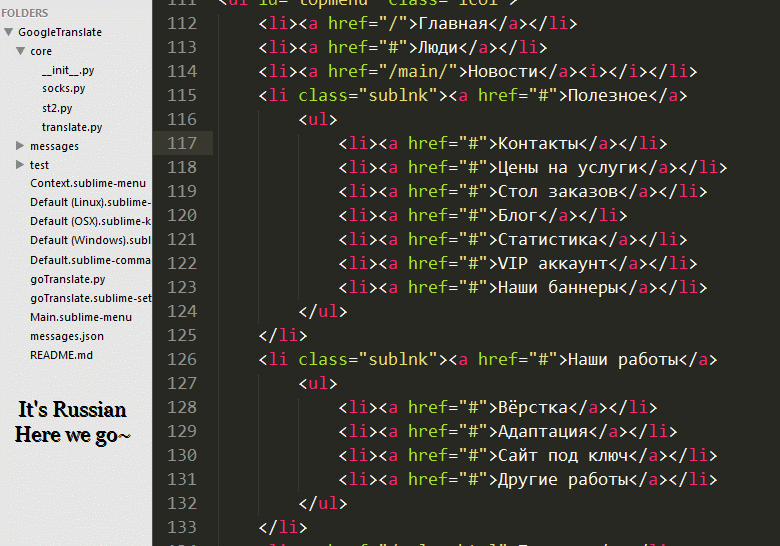 FOLDERS
GoogleTranslate
core
__init__.py
socks.py
st2.py
translate.py
messages
test
Context.sublime-menu
Default (Linux).sublime-
Default (OSX).sublime-k
Default (Windows).subl
Default.sublime-comma
goTranslate.py
goTranslate.sublime-set
Main.sublime-menu
messages.json
README.md
It's Russian
Here we go~
112 <li><a href="/">Главная</a></li>
113 <li><a href="#">Люди</a></li>
114 <li><a href="/main/">Новости</a><i></i></li>
115 <li class="sublnk"><a href="#">Полезное</a>
116 <ul>
117 <li><a href="#">Контакты</a></li>
118 <li><a href="#">Цены на услуги</a></li>
119 <li><a href="#">Стол заказов</a></li>
120 <li><a href="#">Блог</a></li>
121 <li><a href="#">Статистика</a></li>
122 <li><a href="#">VIP аккаунт</a></li>
123 <li><a href="#">Наши баннеры</a></li>
124 </ul>
125 </li>
126 <li class="sublnk"><a href="#">Наши работы</a>
127 <ul>
128 <li><a href="#">Вёрстка</a></li>
129 <li><a href="#">Адаптация</a></li>
130 <li><a href="#">Сайт под ключ</a></li>
131 <li><a href="#">Другие работы</a></li>
132 </ul>
133 </li>